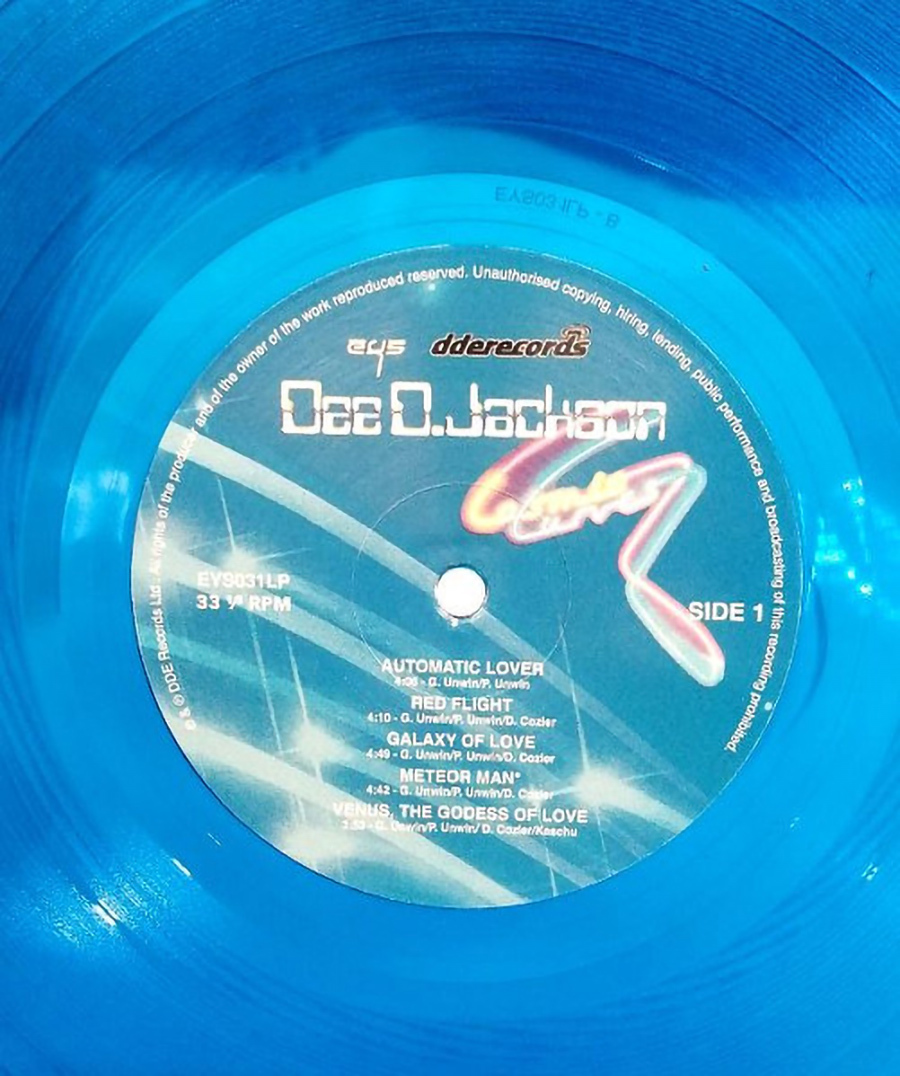 EYS031LP - B
℗ & © DDE Records Ltd. All rights of the producer and of the owner of the work reproduced reserved. Unauthorised copying, hiring, lending, public performance and broadcasting of this recording prohibited.
eys dderecords
Dee D. Jackson
Cosmic Curves
EYS031LP
33 ⅓ RPM
SIDE 1
AUTOMATIC LOVER
G. Unwin/P. Unwin
RED FLIGHT
4:10 - G. Unwin/P. Unwin/D. Cozier
GALAXY OF LOVE
4:49 - G. Unwin/P. Unwin/D. Cozier
METEOR MAN*
4:42 - G. Unwin/P. Unwin/D. Cozier
VENUS, THE GODESS OF LOVE
G. Unwin/P. Unwin/ D. Cozier/Kaschu